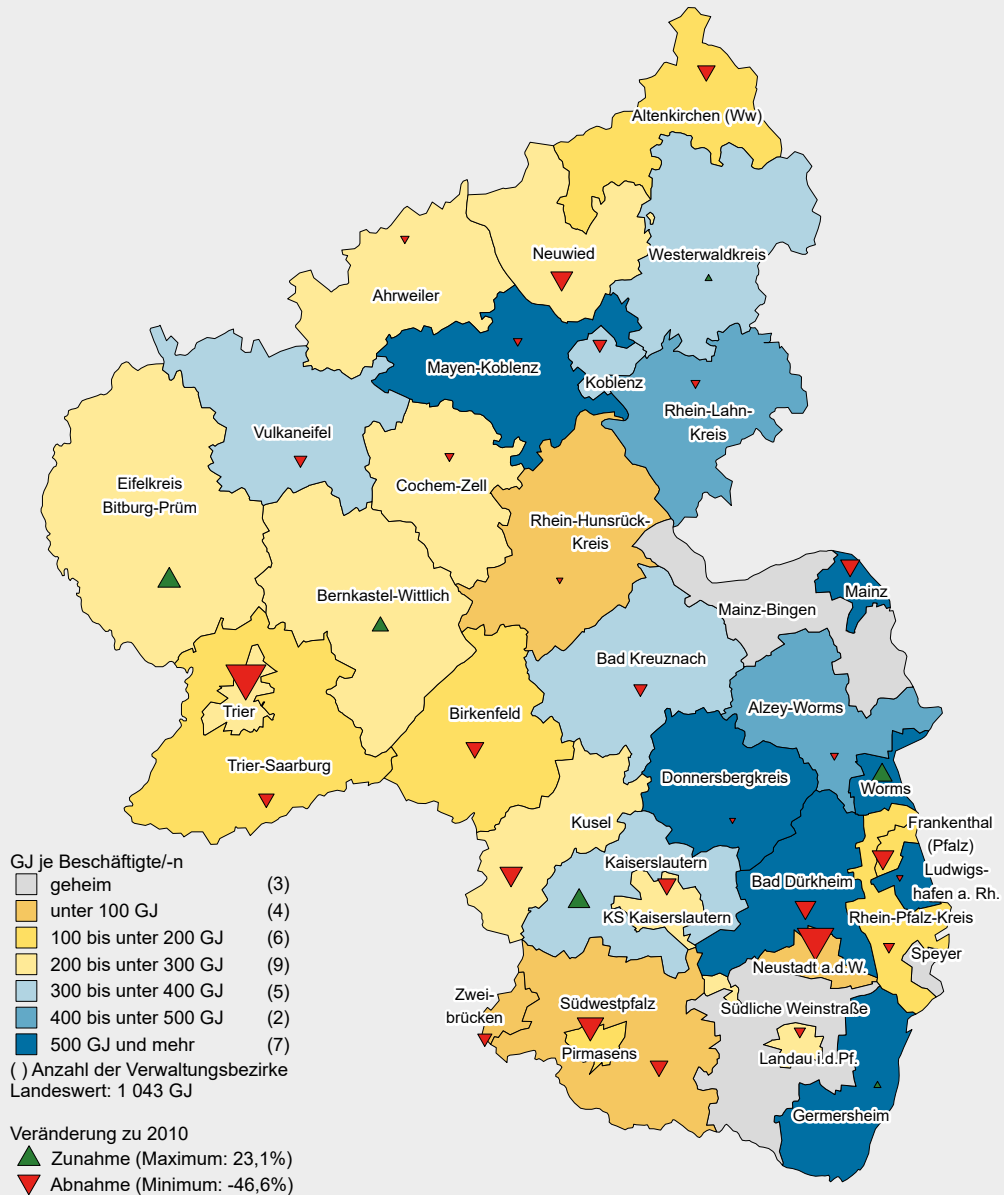 Altenkirchen (Ww)
Neuwied
Westerwaldkreis
Ahrweiler
Mayen-Koblenz
Koblenz
Rhein-Lahn-
Kreis
Vulkaneifel
Cochem-Zell
Eifelkreis
Bitburg-Prüm
Rhein-Hunsrück-
Kreis
Bernkastel-Wittlich
Mainz-Bingen
Mainz
Bad Kreuznach
Trier
Birkenfeld
Alzey-Worms
Trier-Saarburg
Donnersbergkreis
Worms
Kusel
Frankenthal
(Pfalz)
Kaiserslautern
Ludwigs-
hafen a. Rh.
Bad Dürkheim
KS Kaiserslautern
Rhein-Pfalz-Kreis
Speyer
Neustadt a.d.W.
Zwei-
brücken
Südwestpfalz
Südliche Weinstraße
Pirmasens
Landau i.d.Pf.
Germersheim
GJ je Beschäftigte/-n
geheim (3)
unter 100 GJ (4)
100 bis unter 200 GJ (6)
200 bis unter 300 GJ (9)
300 bis unter 400 GJ (5)
400 bis unter 500 GJ (2)
500 GJ und mehr (7)
( ) Anzahl der Verwaltungsbezirke
Landeswert: 1 043 GJ
Veränderung zu 2010
Zunahme (Maximum: 23,1%)
Abnahme (Minimum: -46,6%)